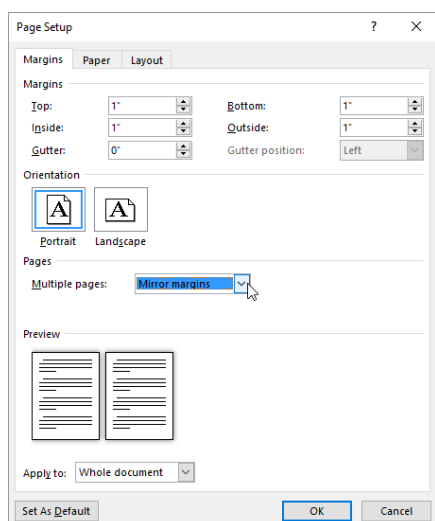 Page Setup ? ×
Margins Paper Layout
Margins
Top: 1" Bottom: 1"
Inside: 1" Outside: 1"
Gutter: 0" Gutter position: Left
Orientation
A A
Portrait Landscape
Pages
Multiple pages: Mirror margins
Preview
Apply to: Whole document
Set As Default OK Cancel